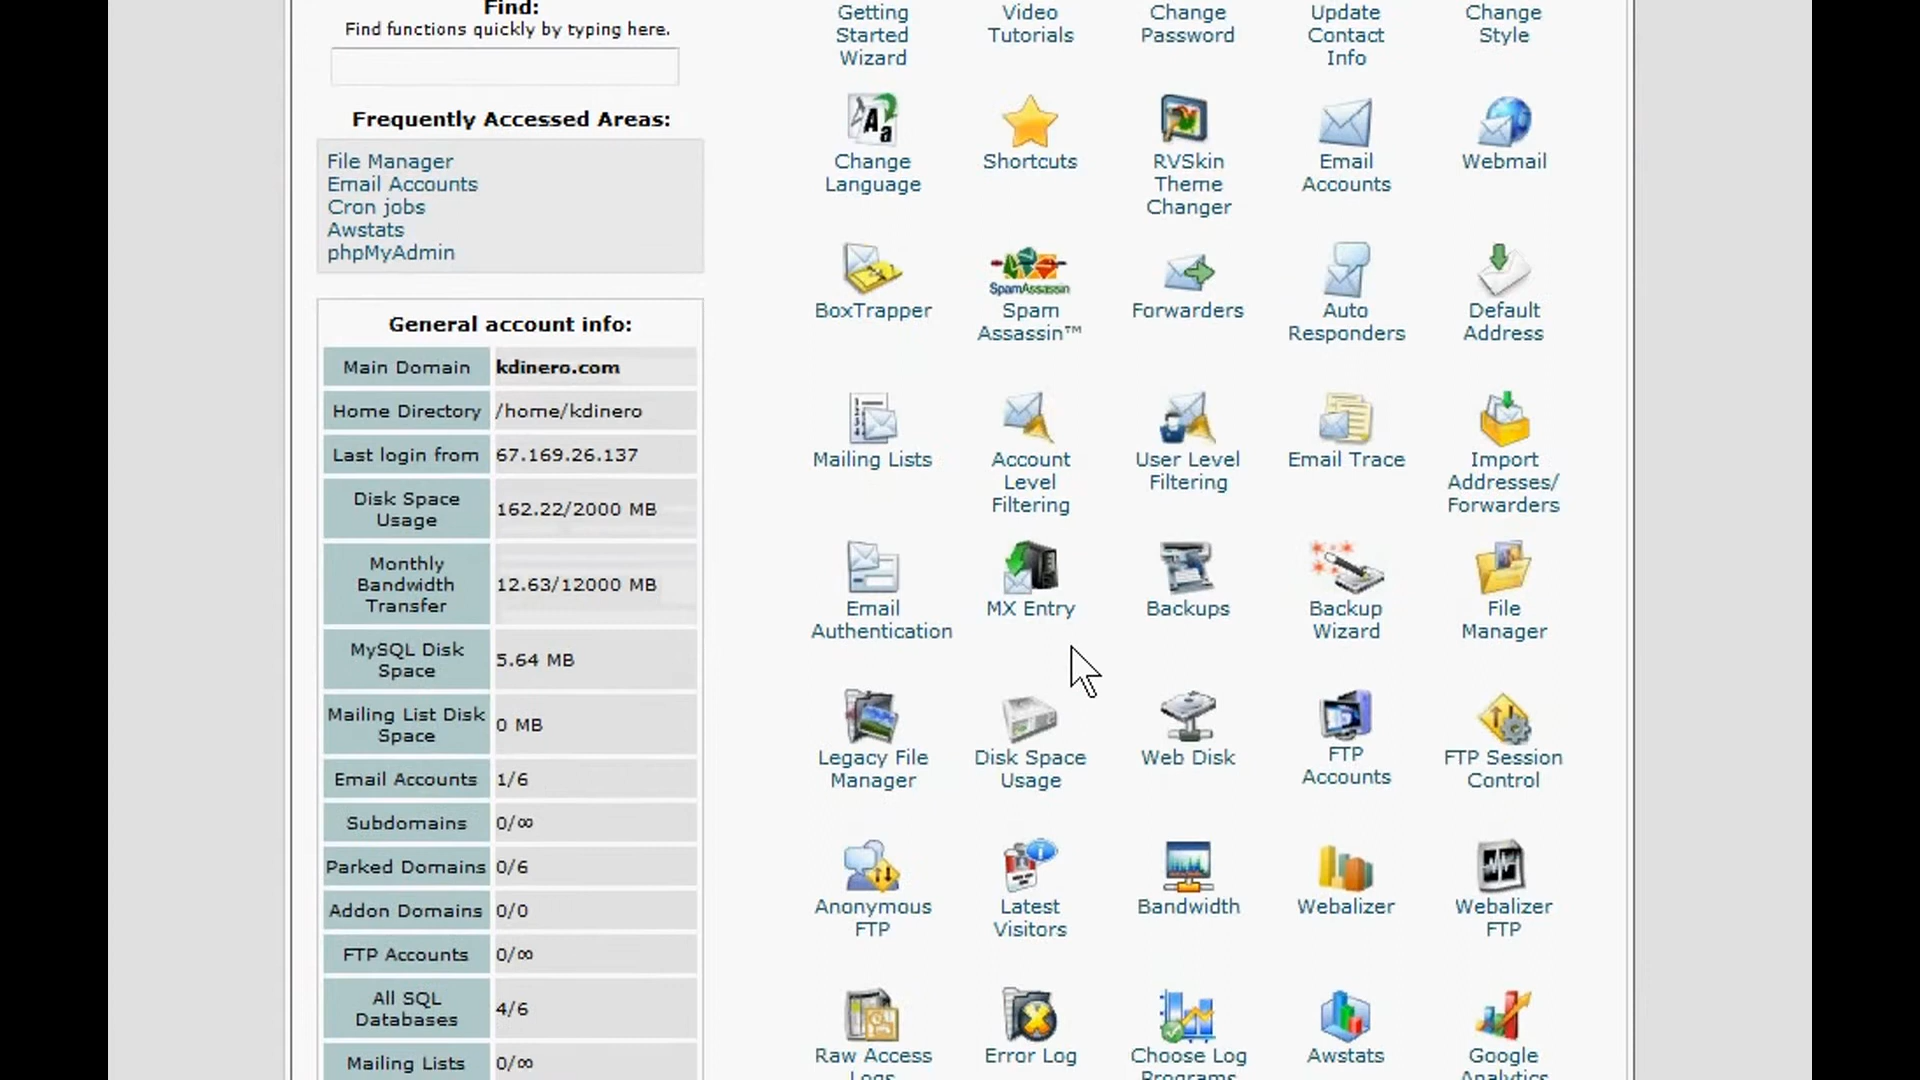 Find:
Find functions quickly by typing here.
Frequently Accessed Areas:
File Manager
Email Accounts
Cron jobs
Awstats
phpMyAdmin
General account info:
Main Domain kdinero.com
Home Directory /home/kdinero
Last login from 67.169.26.137
Disk Space
Usage
162.22/2000 MB
Monthly
Bandwidth
Transfer
12.63/12000 MB
MySQL Disk
Space
5.64 MB
Mailing List Disk
Space
0 MB
Email Accounts 1/6
Subdomains 0/∞
Parked Domains 0/6
Addon Domains 0/0
FTP Accounts 0/∞
All SQL
Databases
4/6
Mailing Lists 0/∞
Getting
Started
Wizard
Video
Tutorials
Change
Password
Update
Contact
Info
Change
Style
Change
Language
Shortcuts
RVSkin
Theme
Changer
Email
Accounts
Webmail
BoxTrapper
SpamAssassin
Spam
Assassin™
Forwarders
Auto
Responders
Default
Address
Mailing Lists
Account
Level
Filtering
User Level
Filtering
Email Trace
Import
Addresses/
Forwarders
Email
Authentication
MX Entry
Backups
Backup
Wizard
File
Manager
Legacy File
Manager
Disk Space
Usage
Web Disk
FTP
Accounts
FTP Session
Control
Anonymous
FTP
Latest
Visitors
Bandwidth
Webalizer
Webalizer
FTP
Raw Access
Logs
Error Log
Choose Log
Programs
Awstats
Google
Analytics